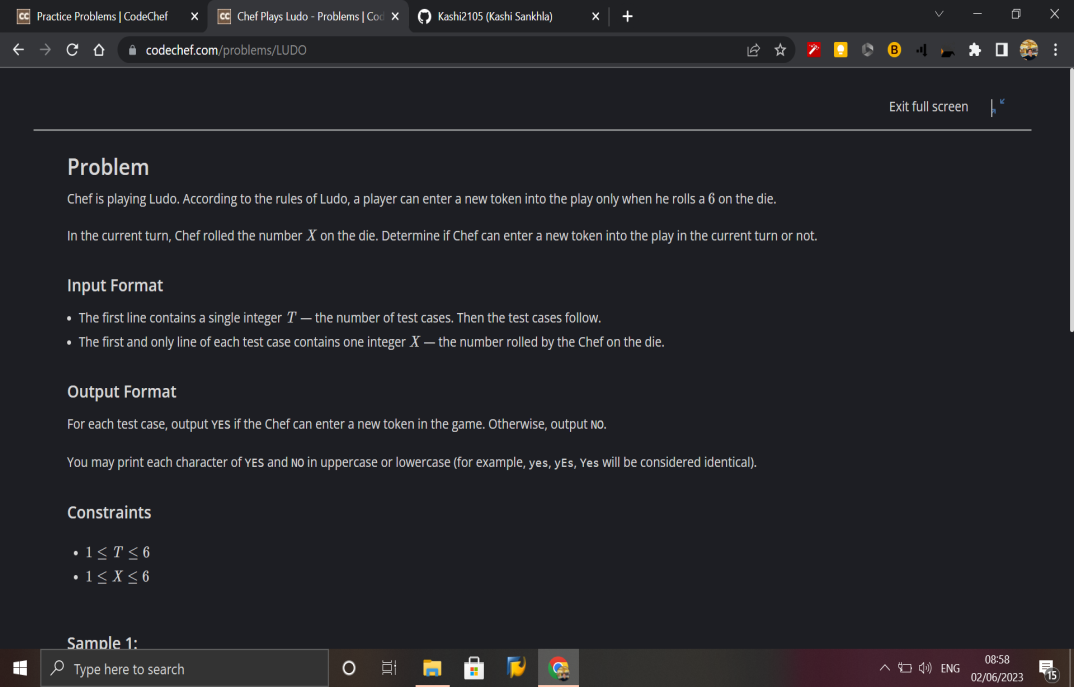 CC Practice Problems | CodeChef
CC Chef Plays Ludo - Problems | Cod
Kashi2105 (Kashi Sankhla)
codechef.com/problems/LUDO
B
Exit full screen
Problem
Chef is playing Ludo. According to the rules of Ludo, a player can enter a new token into the play only when he rolls a 6 on the die.
In the current turn, Chef rolled the number X on the die. Determine if Chef can enter a new token into the play in the current turn or not.
Input Format
• The first line contains a single integer T — the number of test cases. Then the test cases follow.
• The first and only line of each test case contains one integer X — the number rolled by the Chef on the die.
Output Format
For each test case, output YES if the Chef can enter a new token in the game. Otherwise, output NO.
You may print each character of YES and NO in uppercase or lowercase (for example, yes, yEs, Yes will be considered identical).
Constraints
• 1 ≤ T ≤ 6
• 1 ≤ X ≤ 6
Sample 1:
Type here to search
ENG
08:58
02/06/2023
15